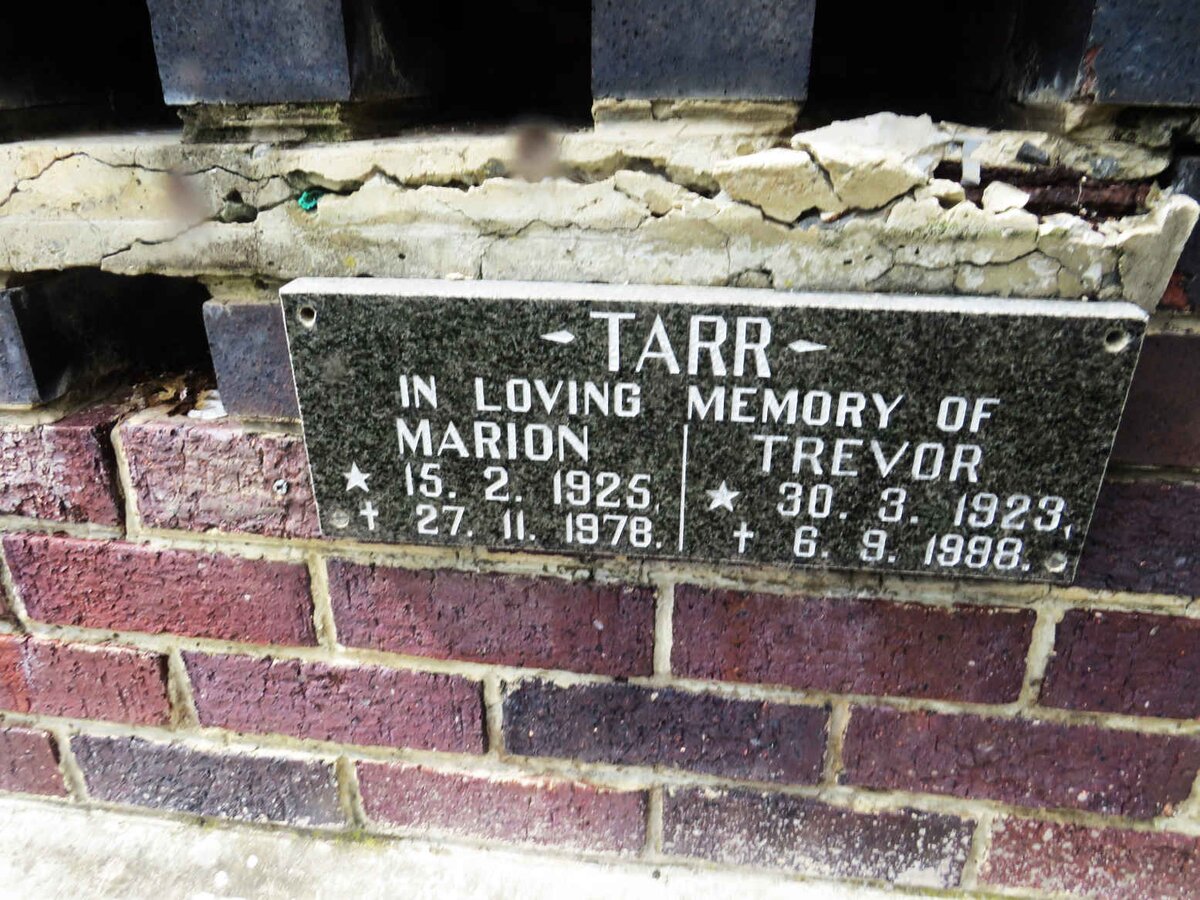 TARR
IN LOVING MEMORY OF
MARION
★ 15. 2. 1925,
✝ 27. 11. 1978.
TREVOR
★ 30. 3. 1923,
✝ 6. 9. 1998.